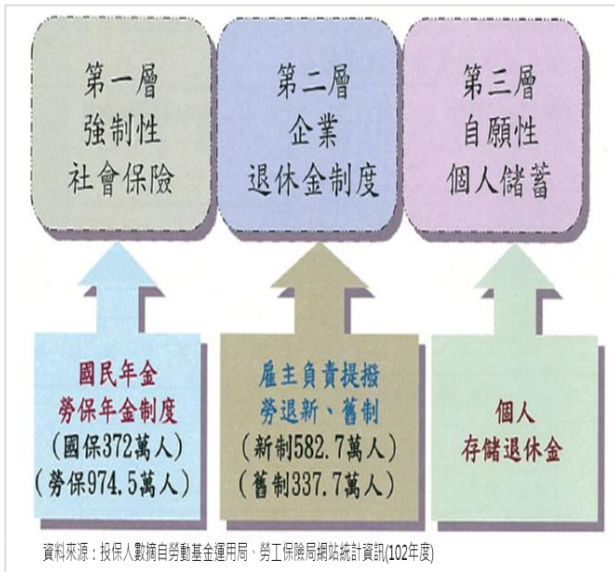 第一層
強制性
社會保險
第二層
企業
退休金制度
第三層
自願性
個人儲蓄
國民年金
勞保年金制度
(國保372萬人)
(勞保974.5萬人)
雇主負責提撥
勞退新、舊制
(新制582.7萬人)
(舊制337.7萬人)
個人
存儲退休金
資料來源：投保人數摘自勞動基金運用局、勞工保險局網站統計資訊(102年度)